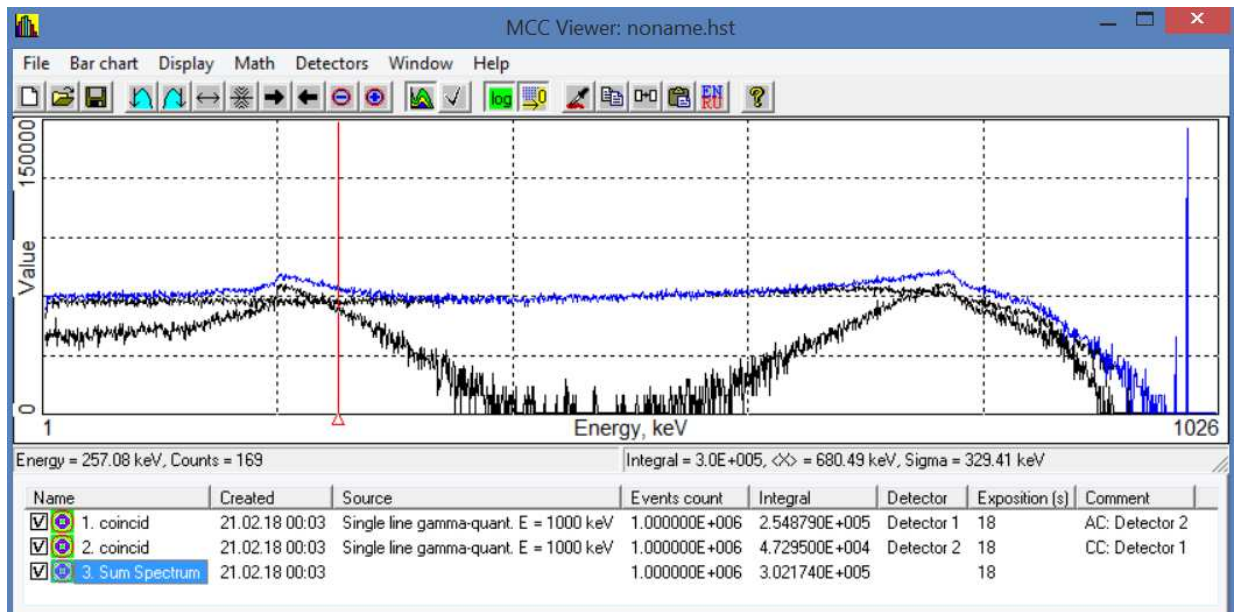 MCC Viewer: noname.hst
File Bar chart Display Math Detectors Window Help
log EN RU
150000
Value
0
1 Energy, keV 1026
Energy = 257.08 keV, Counts = 169 Integral = 3.0E+005, <X> = 680.49 keV, Sigma = 329.41 keV
Name Created Source Events count Integral Detector Exposition (s) Comment
1. coincid 21.02.18 00:03 Single line gamma-quant. E = 1000 keV 1.000000E+006 2.548790E+005 Detector 1 18 AC: Detector 2
2. coincid 21.02.18 00:03 Single line gamma-quant. E = 1000 keV 1.000000E+006 4.729500E+004 Detector 2 18 CC: Detector 1
3. Sum Spectrum 21.02.18 00:03 1.000000E+006 3.021740E+005 18